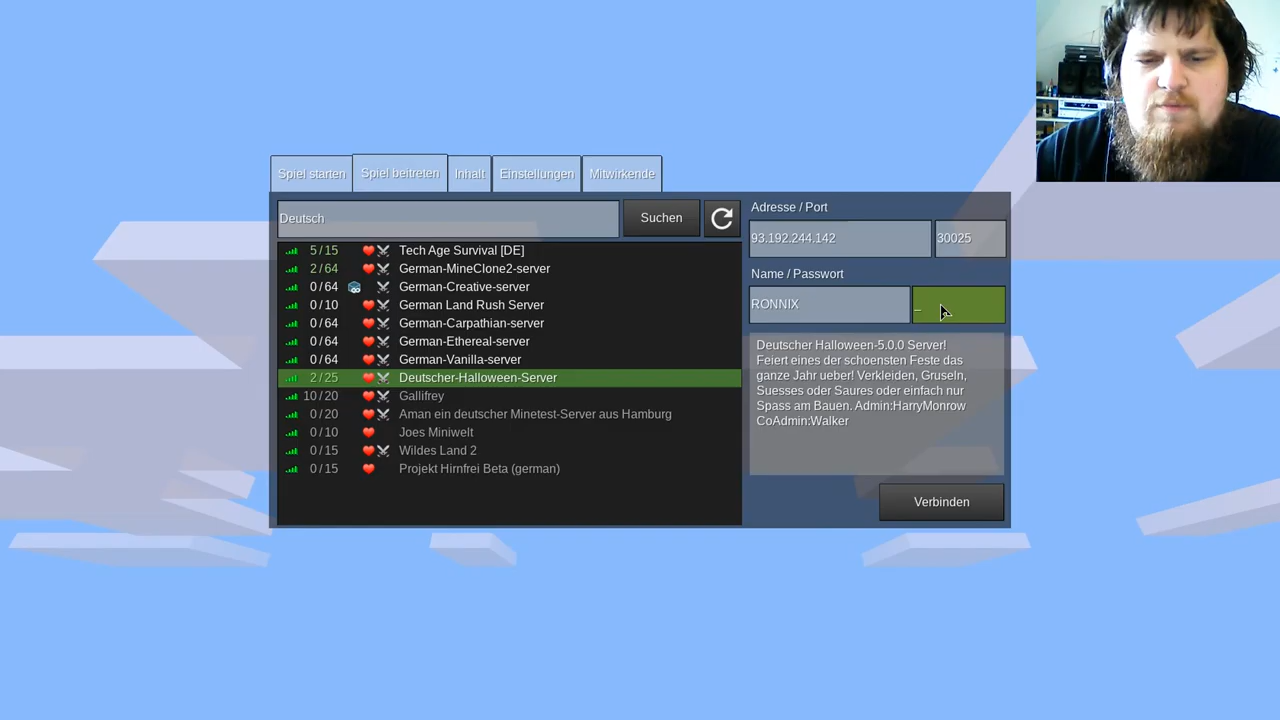 Spiel starten Spiel beitreten Inhalt Einstellungen Mitwirkende
Deutsch Suchen
5 / 15 Tech Age Survival [DE]
2 / 64 German-MineClone2-server
0 / 64 German-Creative-server
0 / 10 German Land Rush Server
0 / 64 German-Carpathian-server
0 / 64 German-Ethereal-server
0 / 64 German-Vanilla-server
2 / 25 Deutscher-Halloween-Server
10 / 20 Gallifrey
0 / 20 Aman ein deutscher Minetest-Server aus Hamburg
0 / 10 Joes Miniwelt
0 / 15 Wildes Land 2
0 / 15 Projekt Hirnfrei Beta (german)
Adresse / Port
93.192.244.142 30025
Name / Passwort
RONNIX _
Deutscher Halloween-5.0.0 Server!
Feiert eines der schoensten Feste das
ganze Jahr ueber! Verkleiden, Gruseln,
Suesses oder Saures oder einfach nur
Spass am Bauen. Admin:HarryMonrow
CoAdmin:Walker
Verbinden